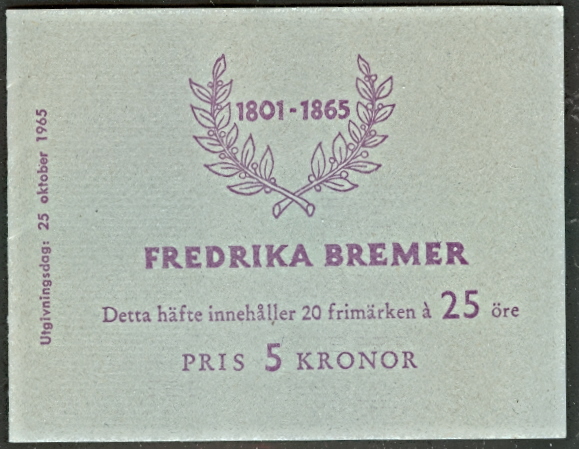 1801-1865
FREDRIKA BREMER
Detta häfte innehåller 20 frimärken à 25 öre
PRIS 5 KRONOR
Utgivningsdag: 25 oktober 1965